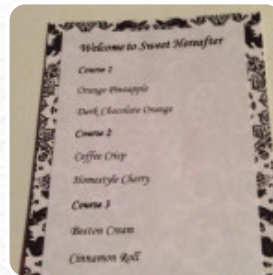 Welcome to Sweet Hereafter
Course 1
Orange Pineapple
Dark Chocolate Orange
Course 2
Coffee Crisp
Homestyle Cherry
Course 3
Boston Cream
Cinnamon Roll